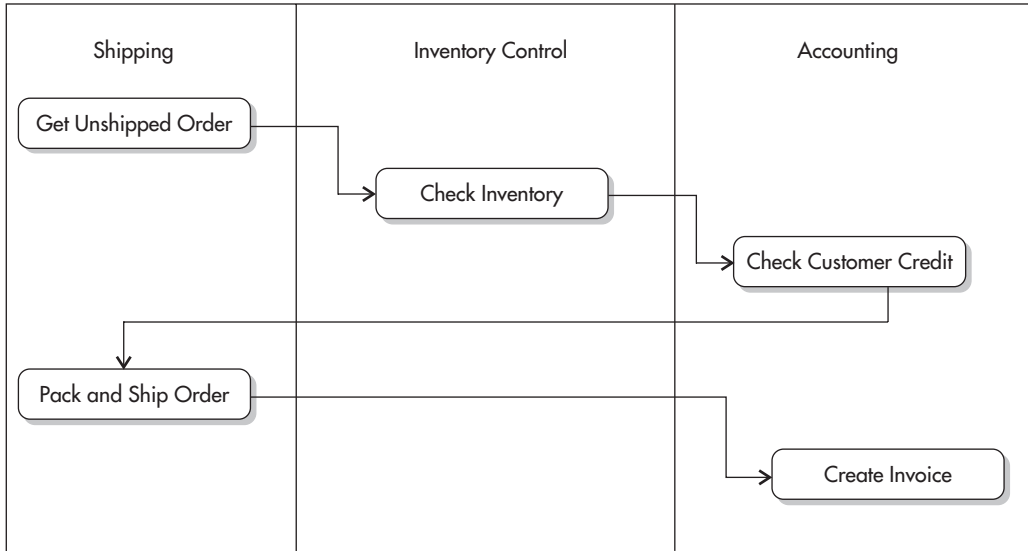 Shipping
Inventory Control
Accounting
Get Unshipped Order
Check Inventory
Check Customer Credit
Pack and Ship Order
Create Invoice